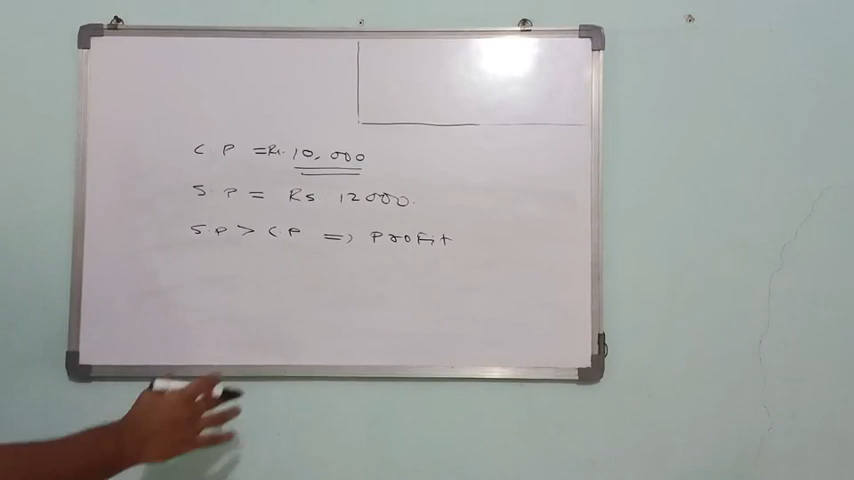 C P = Rs. 10,000
S. P = Rs 12000.
S.P > C.P => Profit